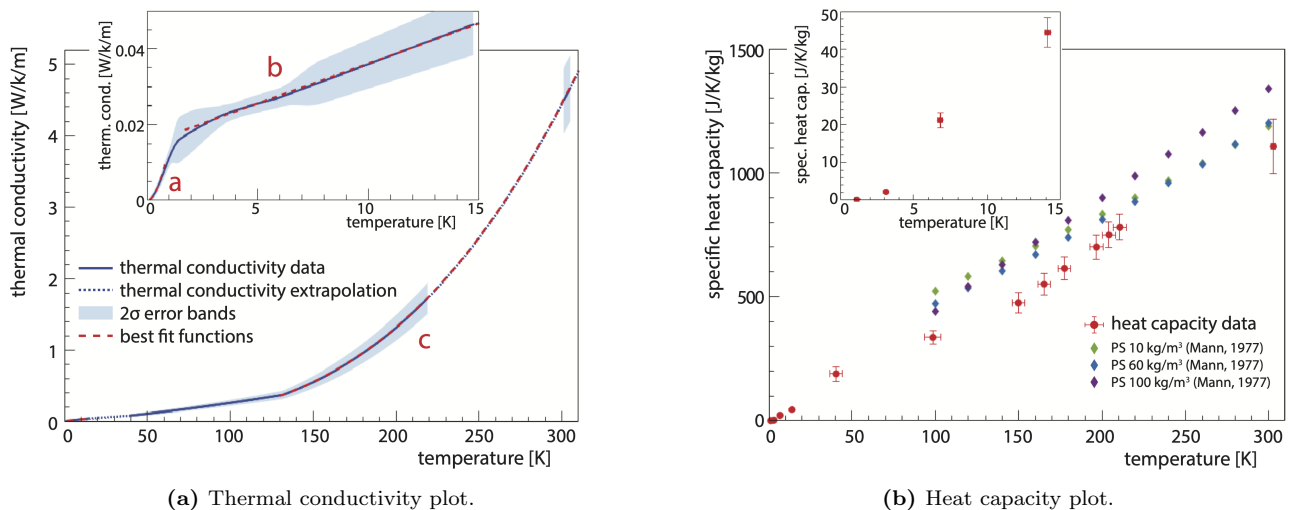 thermal conductivity [W/k/m]
5
4
3
2
1
0
0
50
100
150
200
250
300
temperature [K]
therm. cond. [W/k/m]
0.04
0.02
0
0
5
10
15
temperature [K]
a
b
c
thermal conductivity data
thermal conductivity extrapolation
2σ error bands
best fit functions
(a) Thermal conductivity plot.
specific heat capacity [J/K/kg]
1500
1000
500
0
0
50
100
150
200
250
300
temperature [K]
spec. heat cap. [J/K/kg]
50
40
30
20
10
0
0
5
10
15
temperature [K]
heat capacity data
PS 10 kg/m³ (Mann, 1977)
PS 60 kg/m³ (Mann, 1977)
PS 100 kg/m³ (Mann, 1977)
(b) Heat capacity plot.